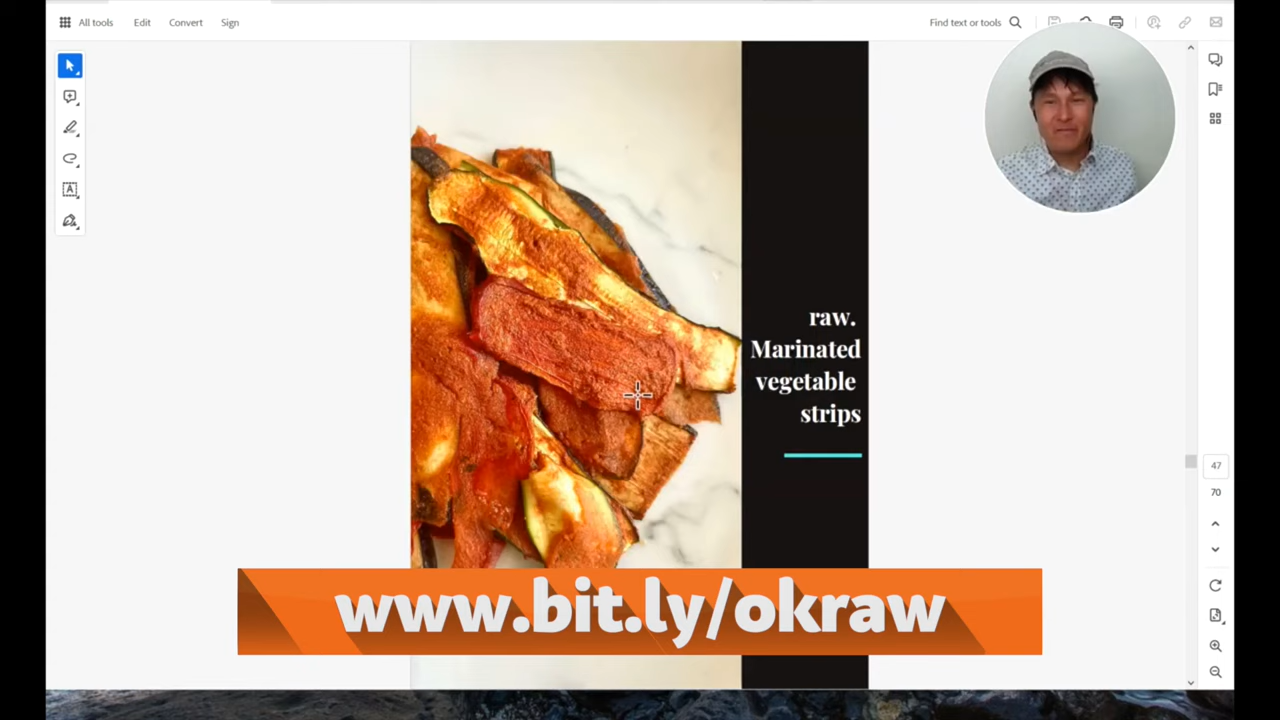 All tools
Edit
Convert
Sign
Find text or tools
raw.
Marinated
vegetable
strips
47
70
www.bit.ly/okraw